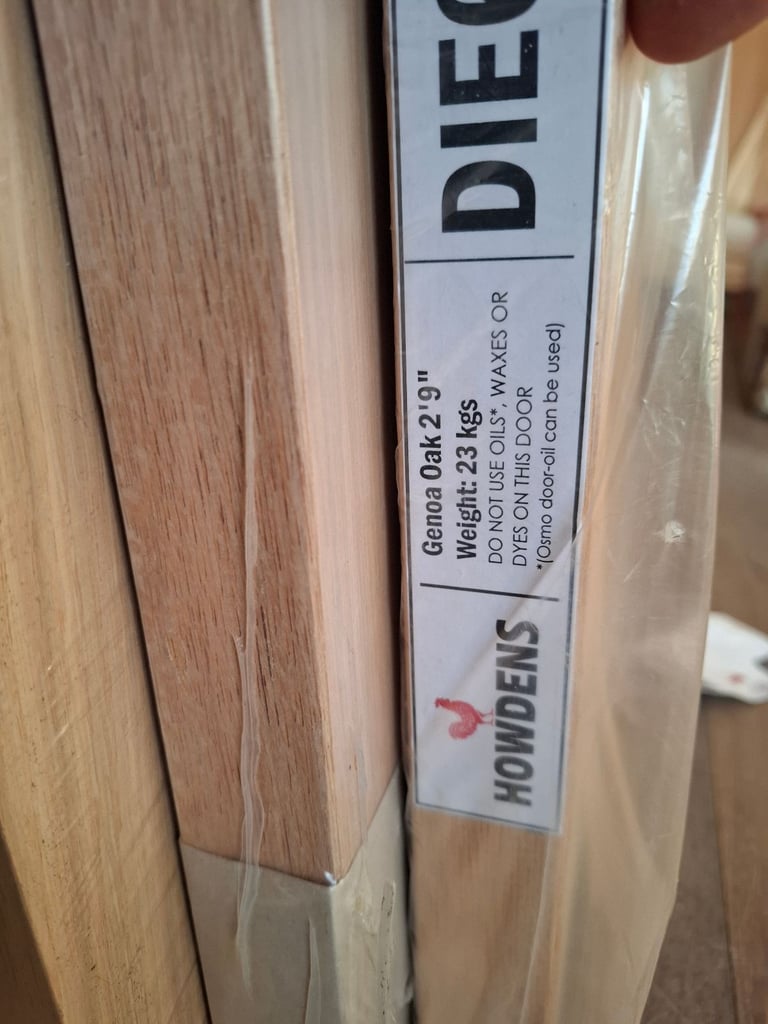 HOWDENS
Genoa Oak 2'9"
Weight: 23 kgs
DO NOT USE OILS*, WAXES OR
DYES ON THIS DOOR
*(Osmo door-oil can be used)